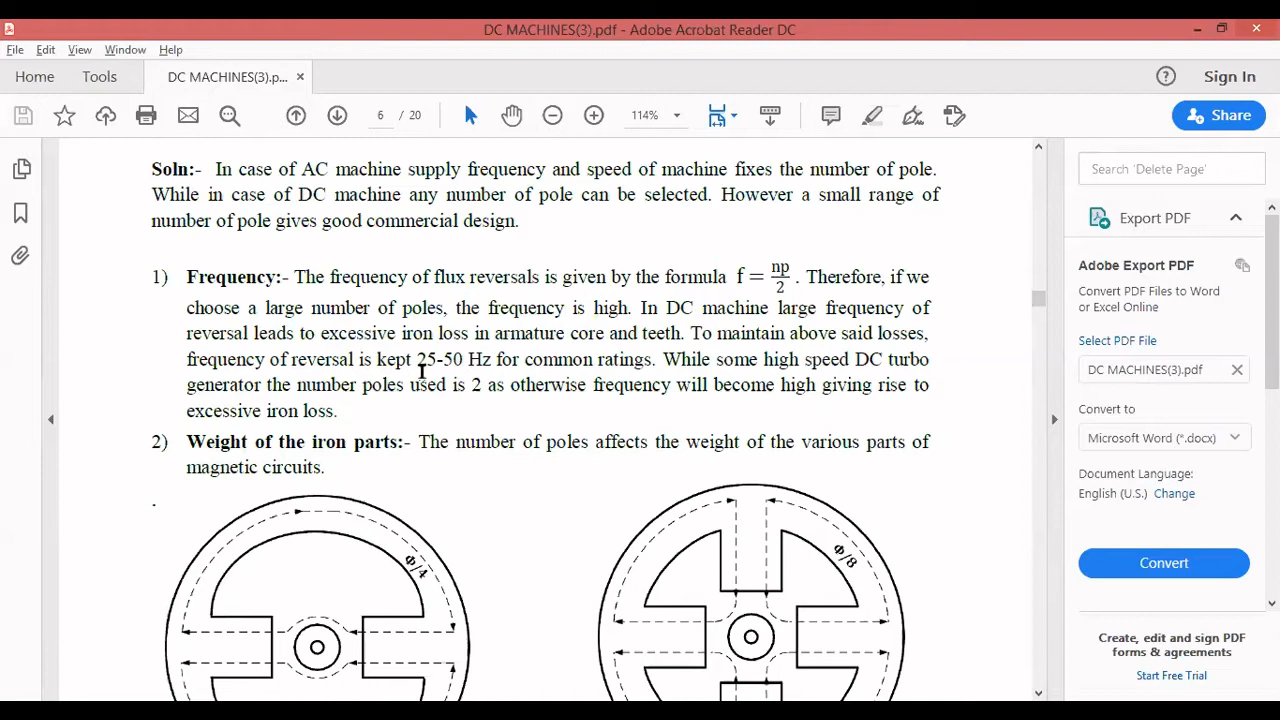 DC MACHINES(3).pdf - Adobe Acrobat Reader DC
File Edit View Window Help
Home Tools DC MACHINES(3).p... × Sign In
6 / 20 114% Share
Soln:- In case of AC machine supply frequency and speed of machine fixes the number of pole.
While in case of DC machine any number of pole can be selected. However a small range of
number of pole gives good commercial design.
1) Frequency:- The frequency of flux reversals is given by the formula f = np/2 . Therefore, if we
choose a large number of poles, the frequency is high. In DC machine large frequency of
reversal leads to excessive iron loss in armature core and teeth. To maintain above said losses,
frequency of reversal is kept 25-50 Hz for common ratings. While some high speed DC turbo
generator the number poles used is 2 as otherwise frequency will become high giving rise to
excessive iron loss.
2) Weight of the iron parts:- The number of poles affects the weight of the various parts of
magnetic circuits.
.
Φ/4
Φ/8
Search 'Delete Page'
Export PDF
Adobe Export PDF
Convert PDF Files to Word
or Excel Online
Select PDF File
DC MACHINES(3).pdf
Convert to
Microsoft Word (*.docx)
Document Language:
English (U.S.) Change
Convert
Create, edit and sign PDF
forms & agreements
Start Free Trial